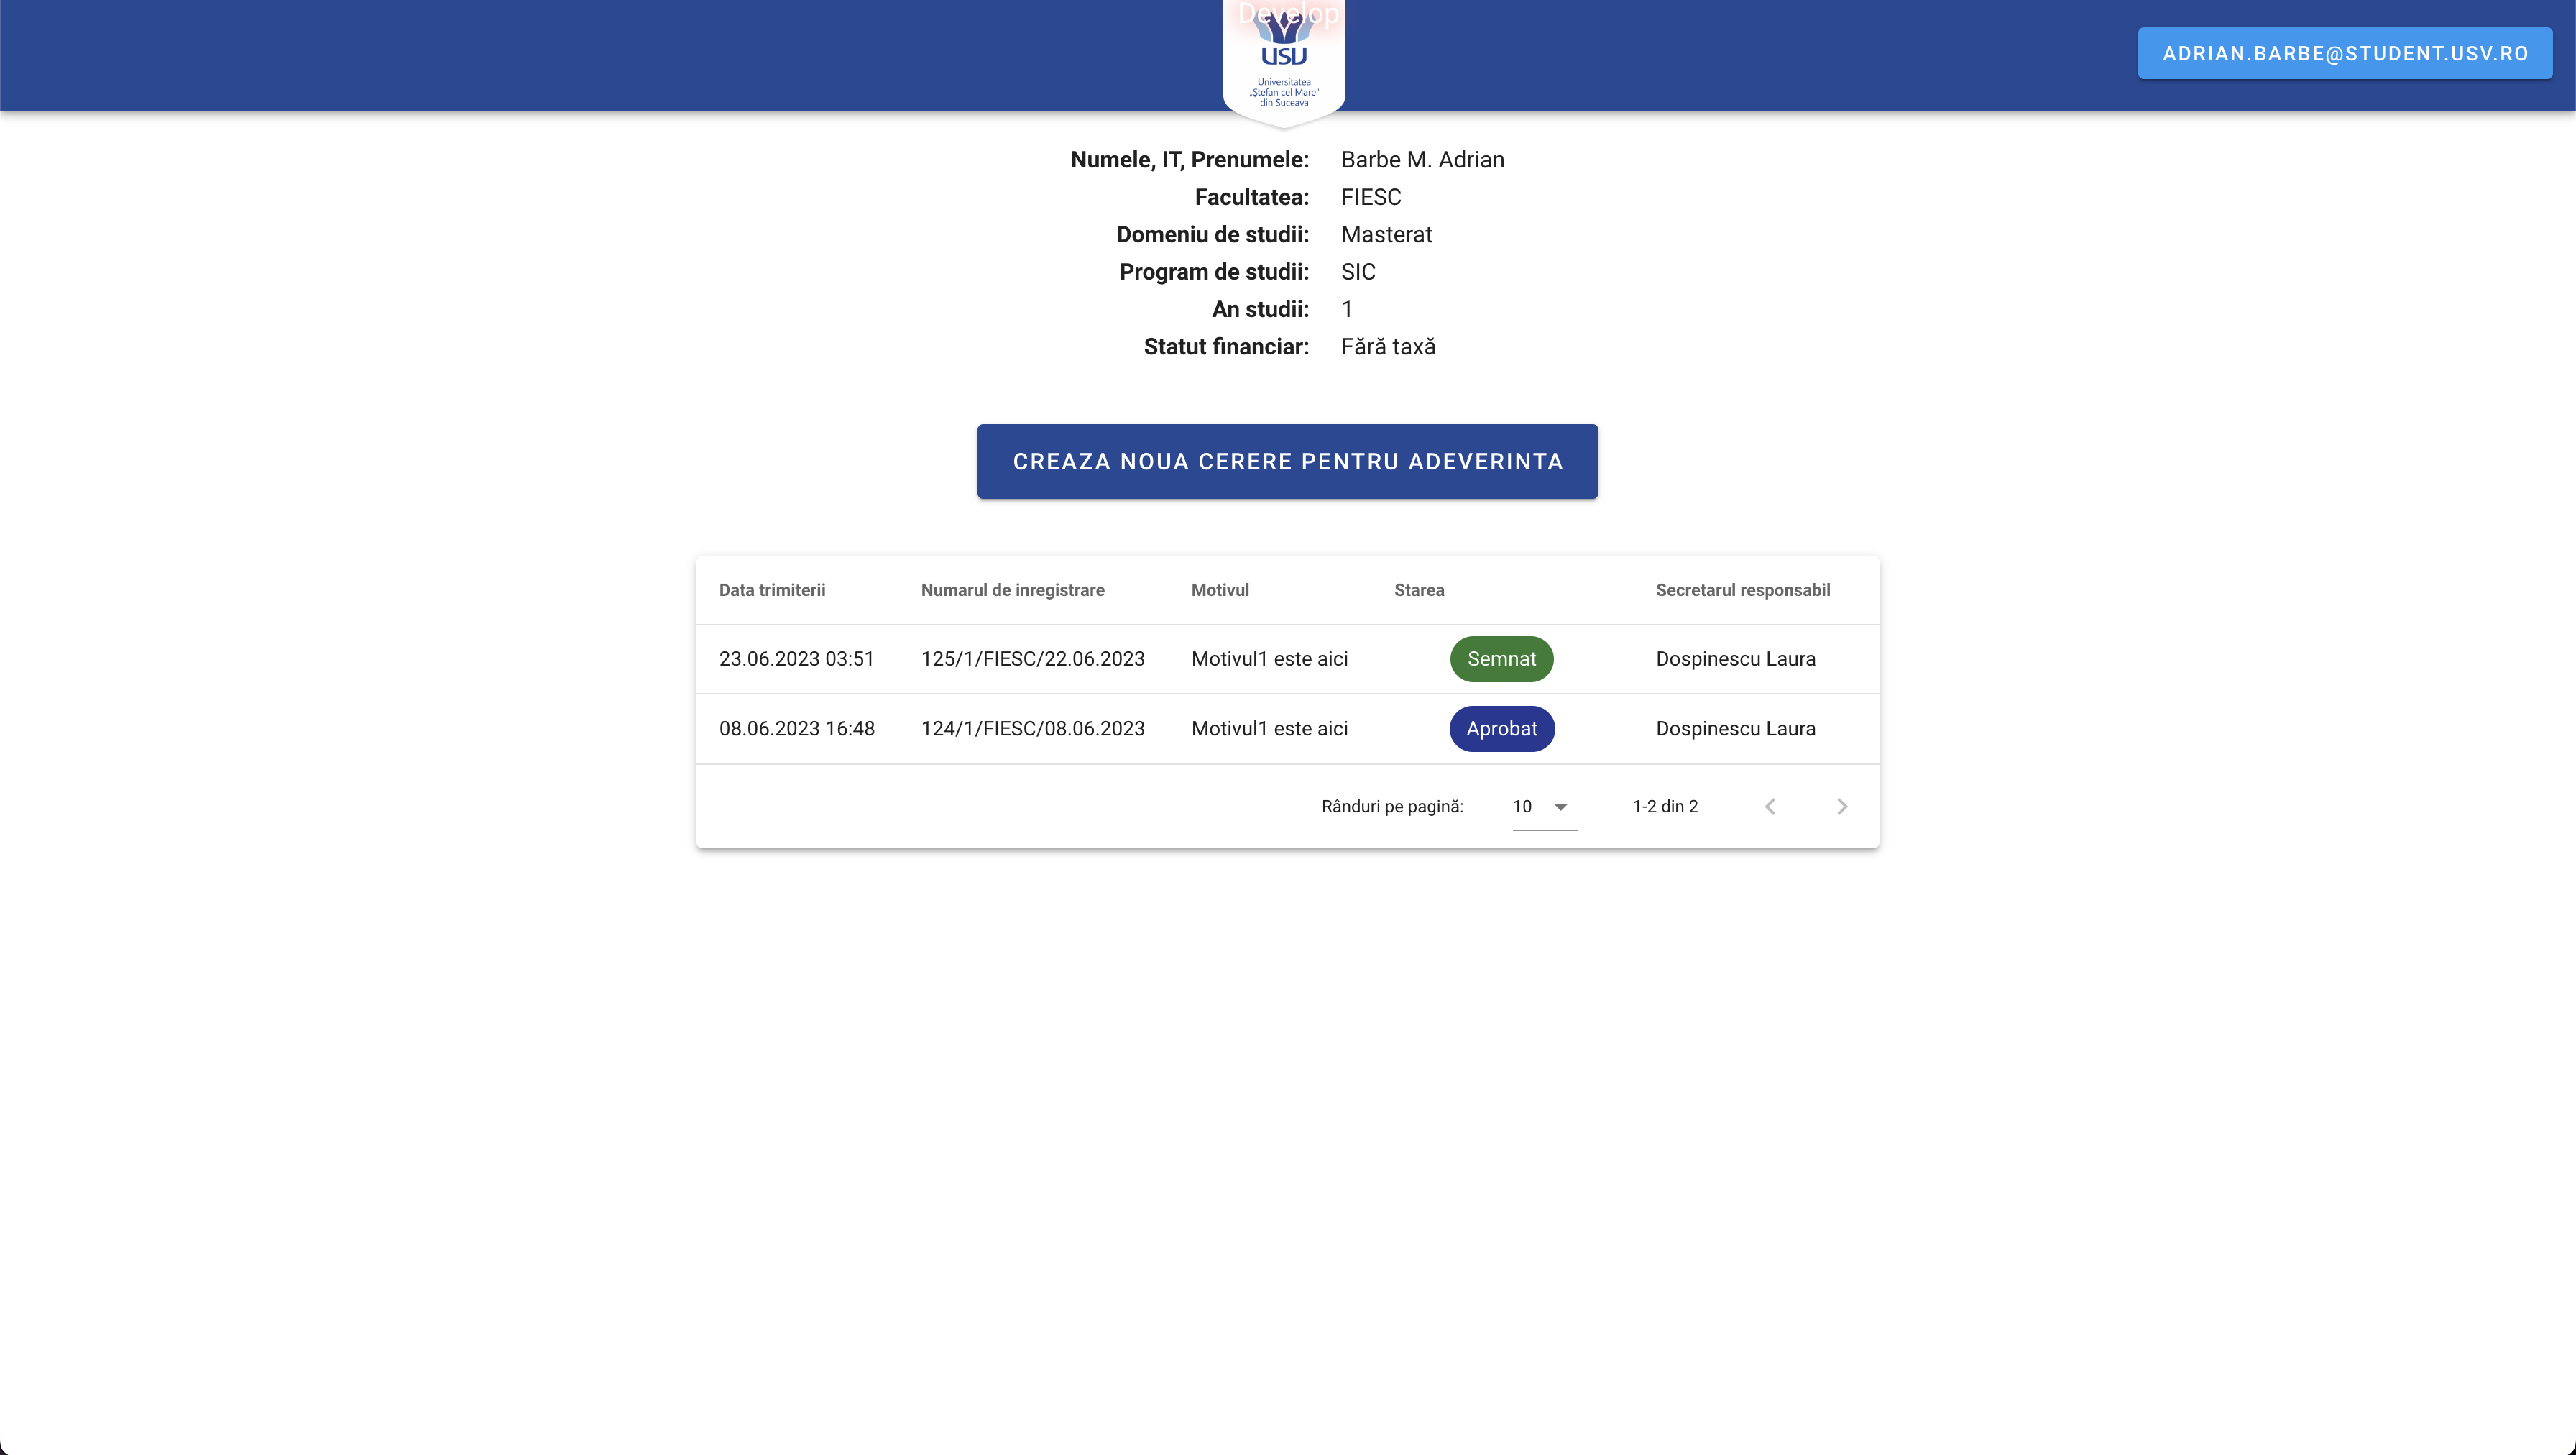 Develop
USV
Universitatea
„Ștefan cel Mare”
din Suceava
ADRIAN.BARBE@STUDENT.USV.RO
Numele, IT, Prenumele: Barbe M. Adrian
Facultatea: FIESC
Domeniu de studii: Masterat
Program de studii: SIC
An studii: 1
Statut financiar: Fără taxă
CREAZA NOUA CERERE PENTRU ADEVERINTA
Data trimiterii Numarul de inregistrare Motivul Starea Secretarul responsabil
23.06.2023 03:51 125/1/FIESC/22.06.2023 Motivul1 este aici Semnat Dospinescu Laura
08.06.2023 16:48 124/1/FIESC/08.06.2023 Motivul1 este aici Aprobat Dospinescu Laura
Rânduri pe pagină: 10 1-2 din 2